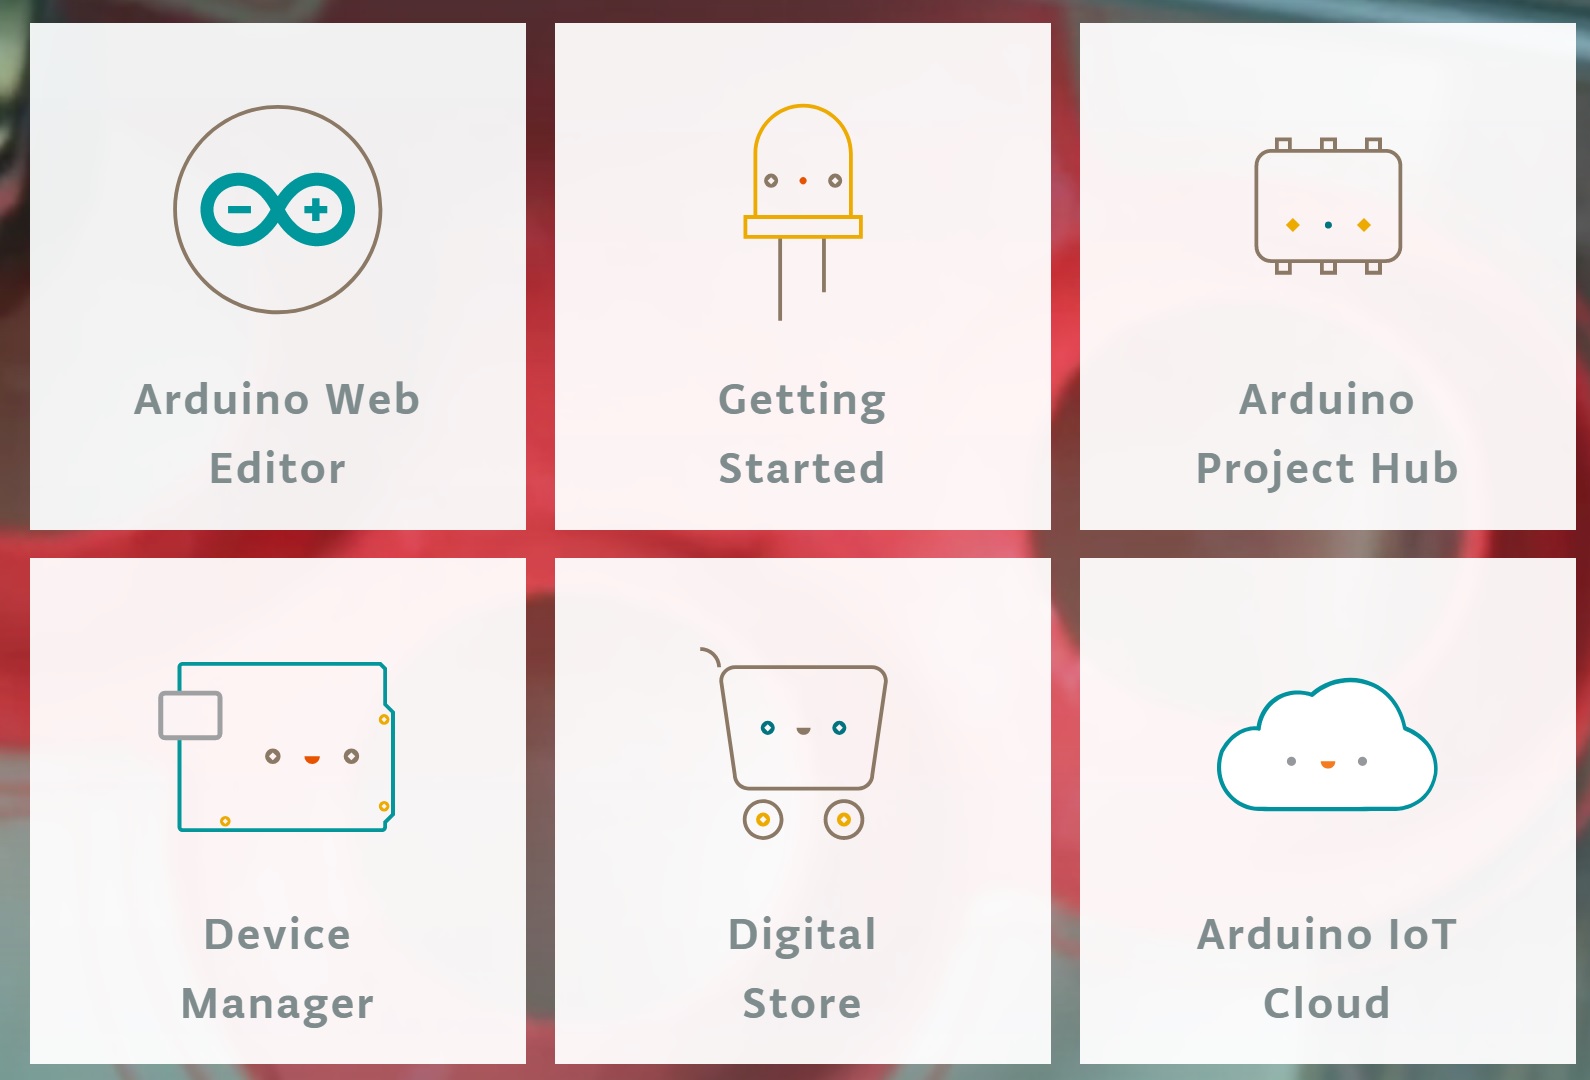 Arduino Web
Editor
Getting
Started
Arduino
Project Hub
Device
Manager
Digital
Store
Arduino IoT
Cloud